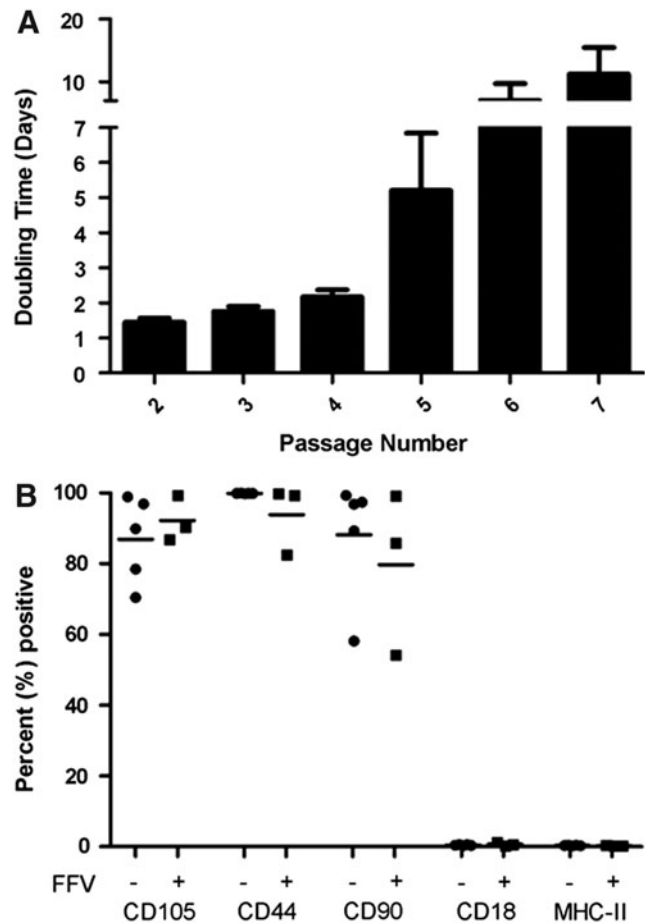 A
20
10
7
6
5
4
3
2
1
0
Doubling Time (Days)
2 3 4 5 6 7
Passage Number
B
100
80
60
40
20
0
Percent (%) positive
FFV - + - + - + - + - +
CD105 CD44 CD90 CD18 MHC-II